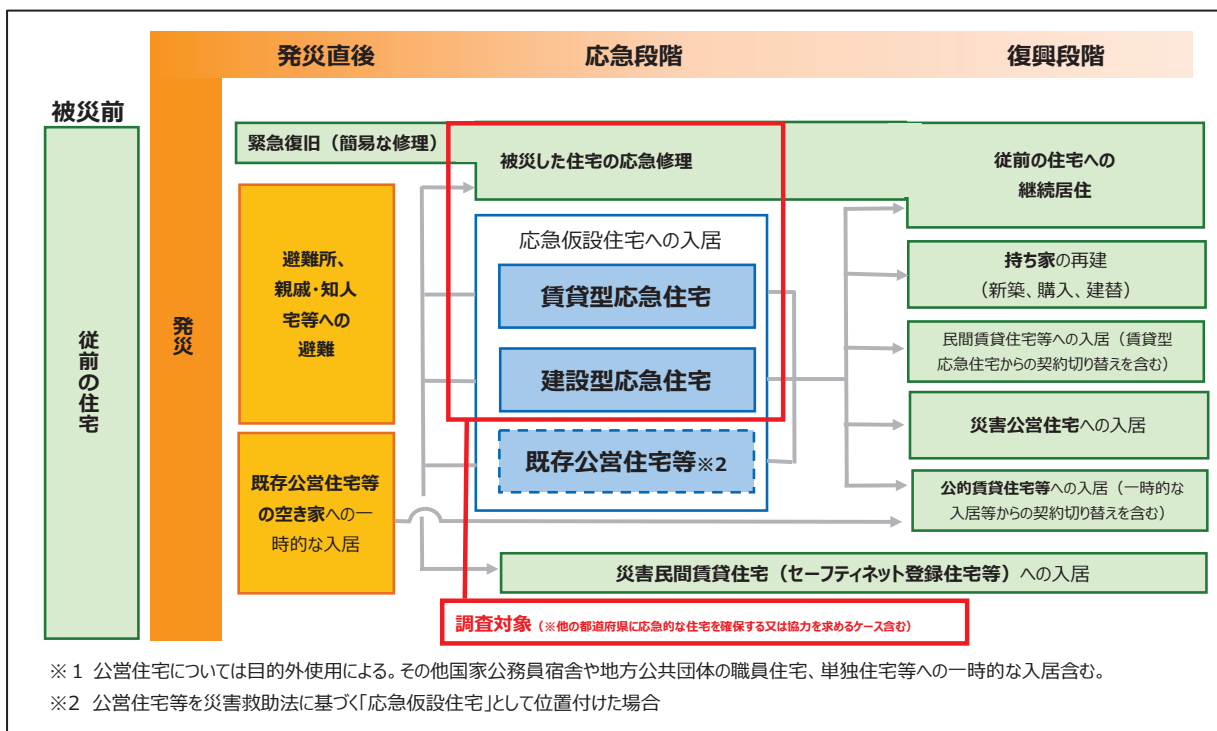 発災直後
応急段階
復興段階
被災前
従前の住宅
発災
緊急復旧（簡易な修理）
避難所、
親戚・知人
宅等への
避難
既存公営住宅等
の空き家への一
時的な入居
被災した住宅の応急修理
応急仮設住宅への入居
賃貸型応急住宅
建設型応急住宅
既存公営住宅等※2
従前の住宅への
継続居住
持ち家の再建
（新築、購入、建替）
民間賃貸住宅等への入居（賃貸型
応急住宅からの契約切り替えを含む）
災害公営住宅への入居
公的賃貸住宅等への入居（一時的な
入居等からの契約切り替えを含む）
災害民間賃貸住宅（セーフティネット登録住宅等）への入居
調査対象（※他の都道府県に応急的な住宅を確保する又は協力を求めるケース含む）
※１ 公営住宅については目的外使用による。その他国家公務員宿舎や地方公共団体の職員住宅、単独住宅等への一時的な入居含む。
※2 公営住宅等を災害救助法に基づく「応急仮設住宅」として位置付けた場合